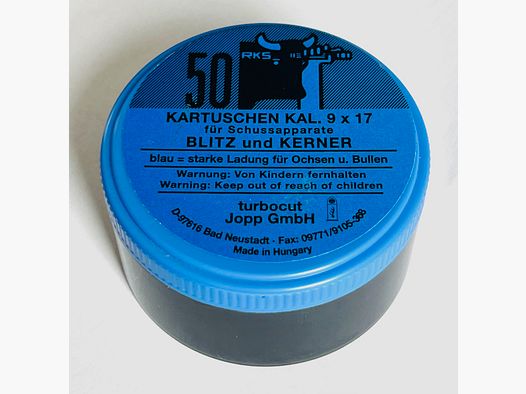 50
RKS
KARTUSCHEN KAL. 9 x 17
für Schussapparate
BLITZ und KERNER
blau = starke Ladung für Ochsen u. Bullen
Warnung: Von Kindern fernhalten
Warning: Keep out of reach of children
turbocut
Jopp GmbH
D-97616 Bad Neustadt - Fax: 09771/9105-366
Made in Hungary